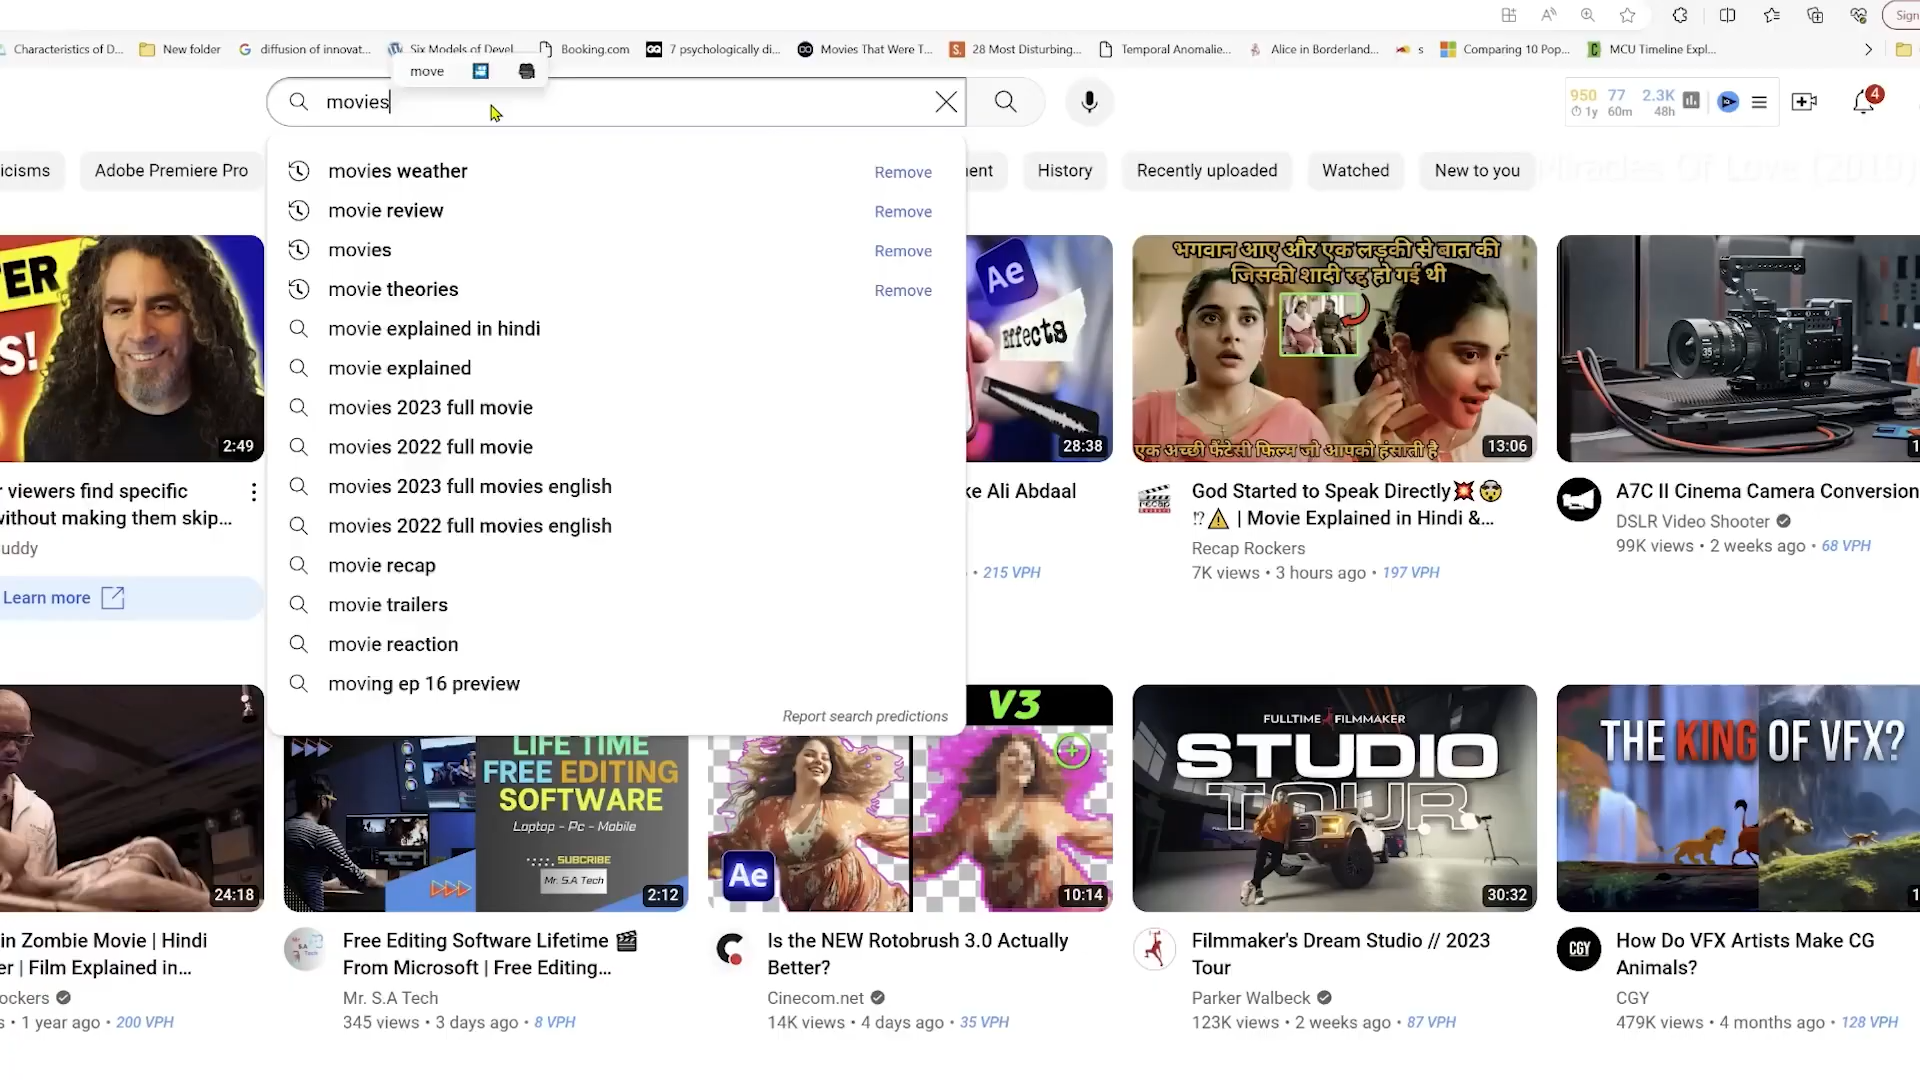 Sign
Characteristics of D...
New folder
diffusion of innovat...
Six Models of Devel
Booking.com
7 psychologically di...
Movies That Were T...
28 Most Disturbing...
Temporal Anomalie...
Alice in Borderland...
s
Comparing 10 Pop...
MCU Timeline Expl...
move
movies
950 77 2.3K
1y 60m 48h
4
icisms
Adobe Premiere Pro
ent
History
Recently uploaded
Watched
New to you
Miracles Of Love (2019)
movies weather Remove
movie review Remove
movies Remove
movie theories Remove
movie explained in hindi
movie explained
movies 2023 full movie
movies 2022 full movie
movies 2023 full movies english
movies 2022 full movies english
movie recap
movie trailers
movie reaction
moving ep 16 preview
Report search predictions
ER
S!
2:49
Ae
Effects
28:38
भगवान आए और एक लड़की से बात की
जिसकी शादी रद्द हो गई थी
एक अच्छी फैंटेसी फिल्म जो आपको हंसाती है
13:06
35
1
r viewers find specific
without making them skip...
uddy
Learn more
ke Ali Abdaal
• 215 VPH
recap
God Started to Speak Directly💥🤯
⁉⚠ | Movie Explained in Hindi &...
Recap Rockers
7K views • 3 hours ago • 197 VPH
A7C II Cinema Camera Conversion
DSLR Video Shooter
99K views • 2 weeks ago • 68 VPH
24:18
LIFE TIME
FREE EDITING
SOFTWARE
Laptop - Pc - Mobile
SUBSCRIBE
Mr. S.A Tech
2:12
V3
Ae
10:14
FULLTIME FILMMAKER
STUDIO
TOUR
30:32
THE KING OF VFX?
1
in Zombie Movie | Hindi
er | Film Explained in...
ockers
s • 1 year ago • 200 VPH
Free Editing Software Lifetime 🎬
From Microsoft | Free Editing...
Mr. S.A Tech
345 views • 3 days ago • 8 VPH
Is the NEW Rotobrush 3.0 Actually
Better?
Cinecom.net
14K views • 4 days ago • 35 VPH
Filmmaker's Dream Studio // 2023
Tour
Parker Walbeck
123K views • 2 weeks ago • 87 VPH
CGY
How Do VFX Artists Make CG
Animals?
CGY
479K views • 4 months ago • 128 VPH